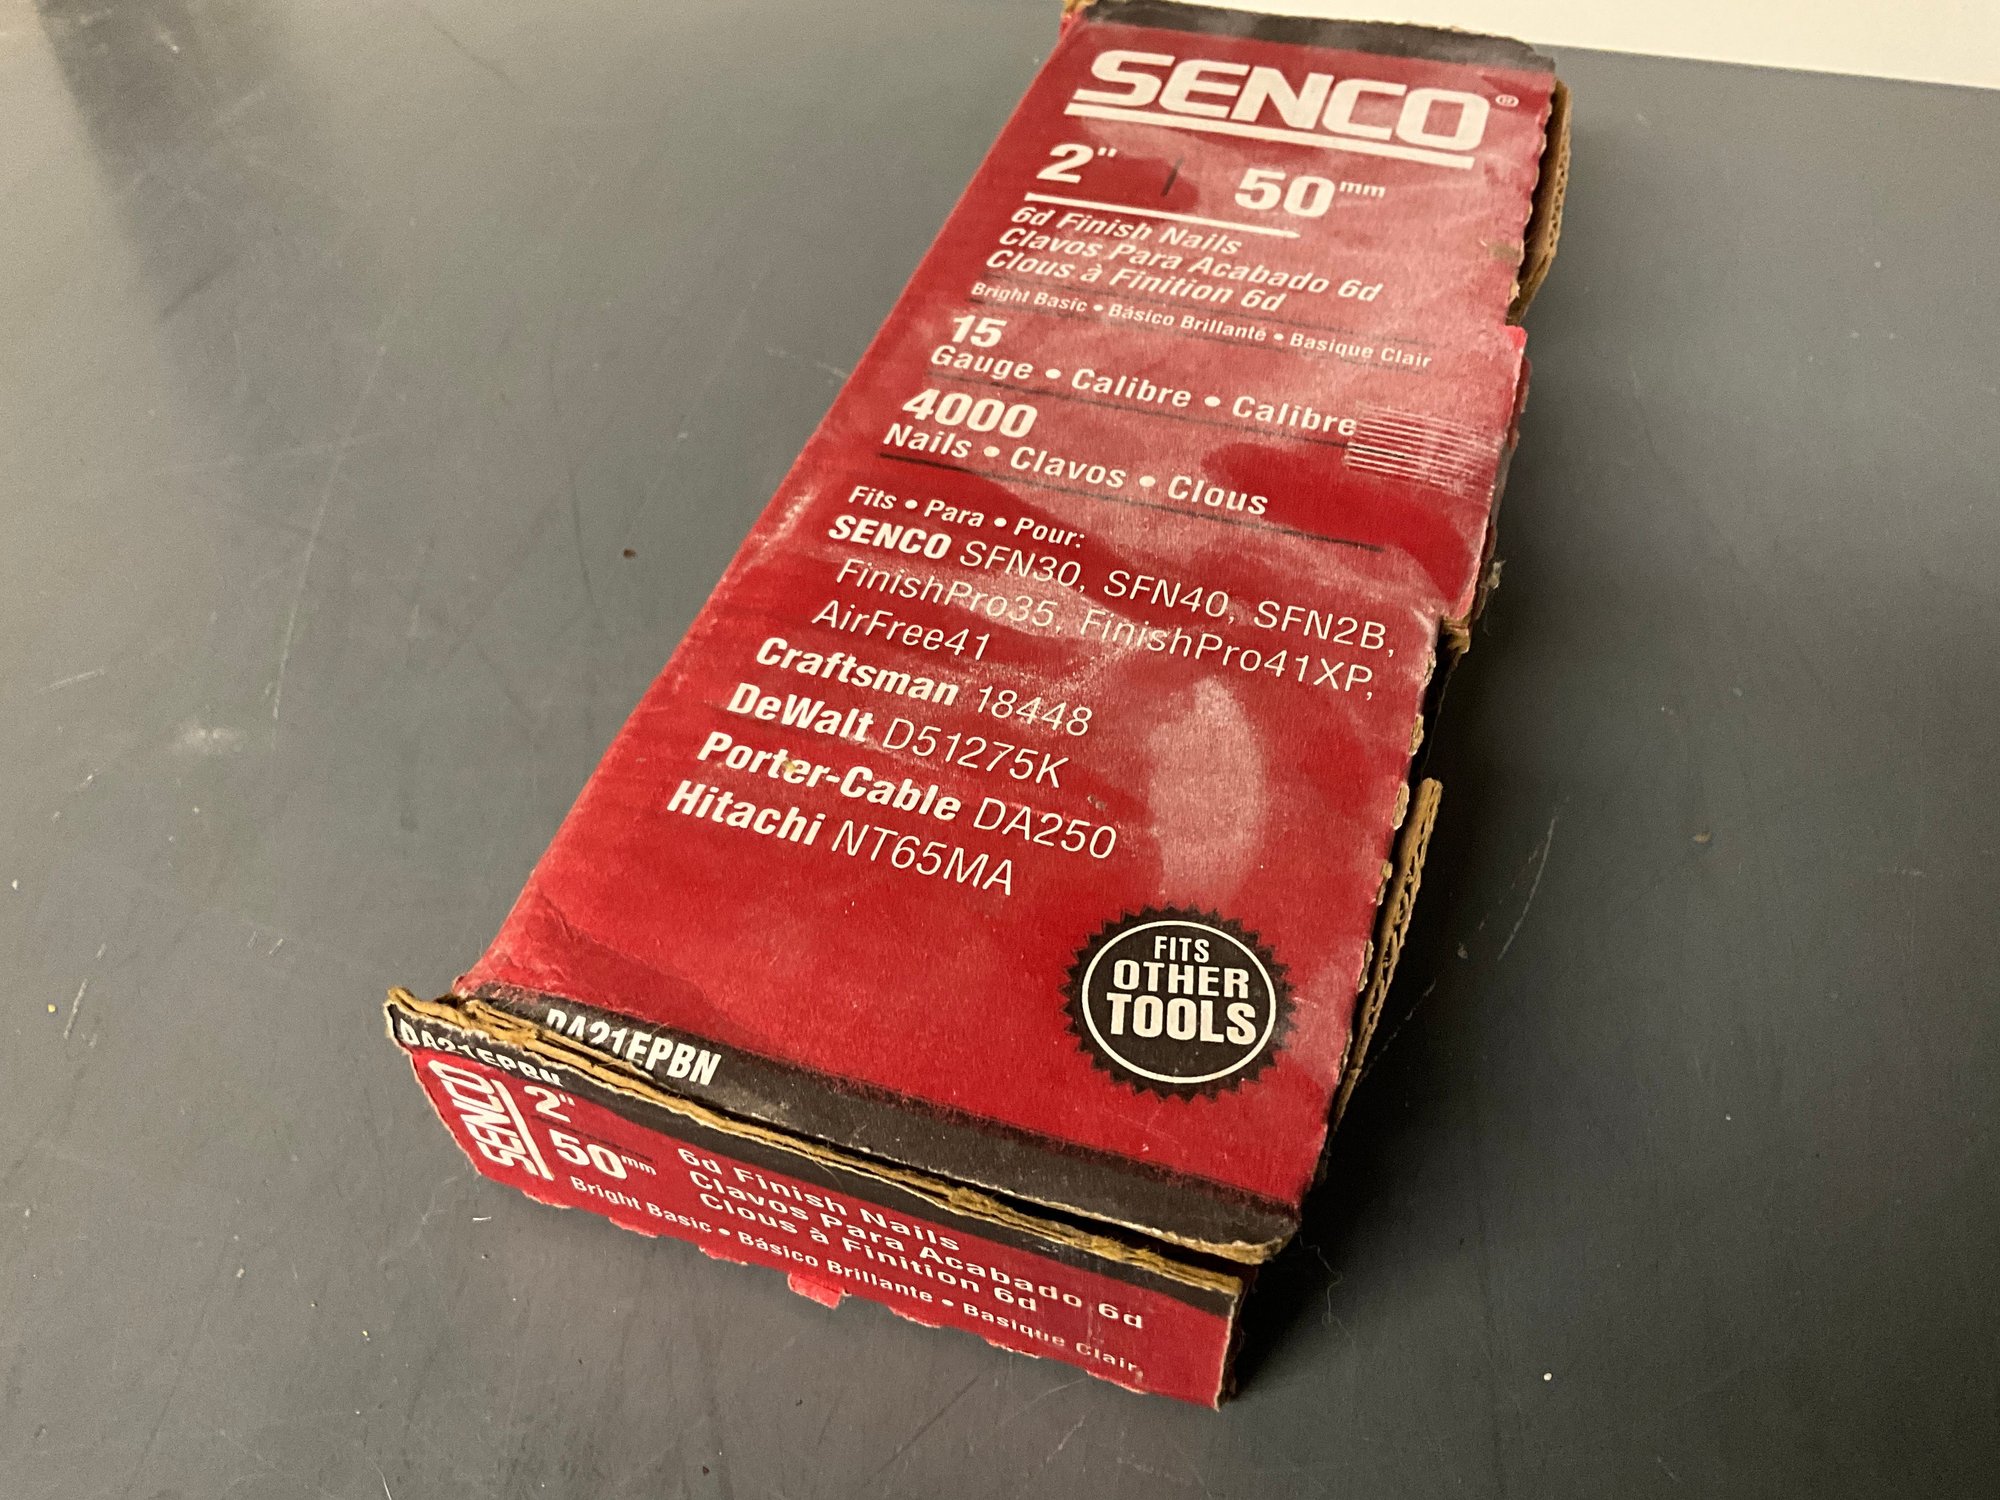 SENCO®
2" / 50mm
6d Finish Nails
Clavos Para Acabado 6d
Clous à Finition 6d
Bright Basic • Básico Brillante • Basique Clair
15
Gauge • Calibre • Calibre
4000
Nails • Clavos • Clous
Fits • Para • Pour:
SENCO SFN30, SFN40, SFN2B,
FinishPro35, FinishPro41XP,
AirFree41
Craftsman 18448
DeWalt D51275K
Porter-Cable DA250
Hitachi NT65MA
FITS
OTHER
TOOLS
DA21EPBN
DA21EPBN
SENCO
2"
50mm
6d Finish Nails
Clavos Para Acabado 6d
Clous à Finition 6d
Bright Basic • Básico Brillante • Basique Clair